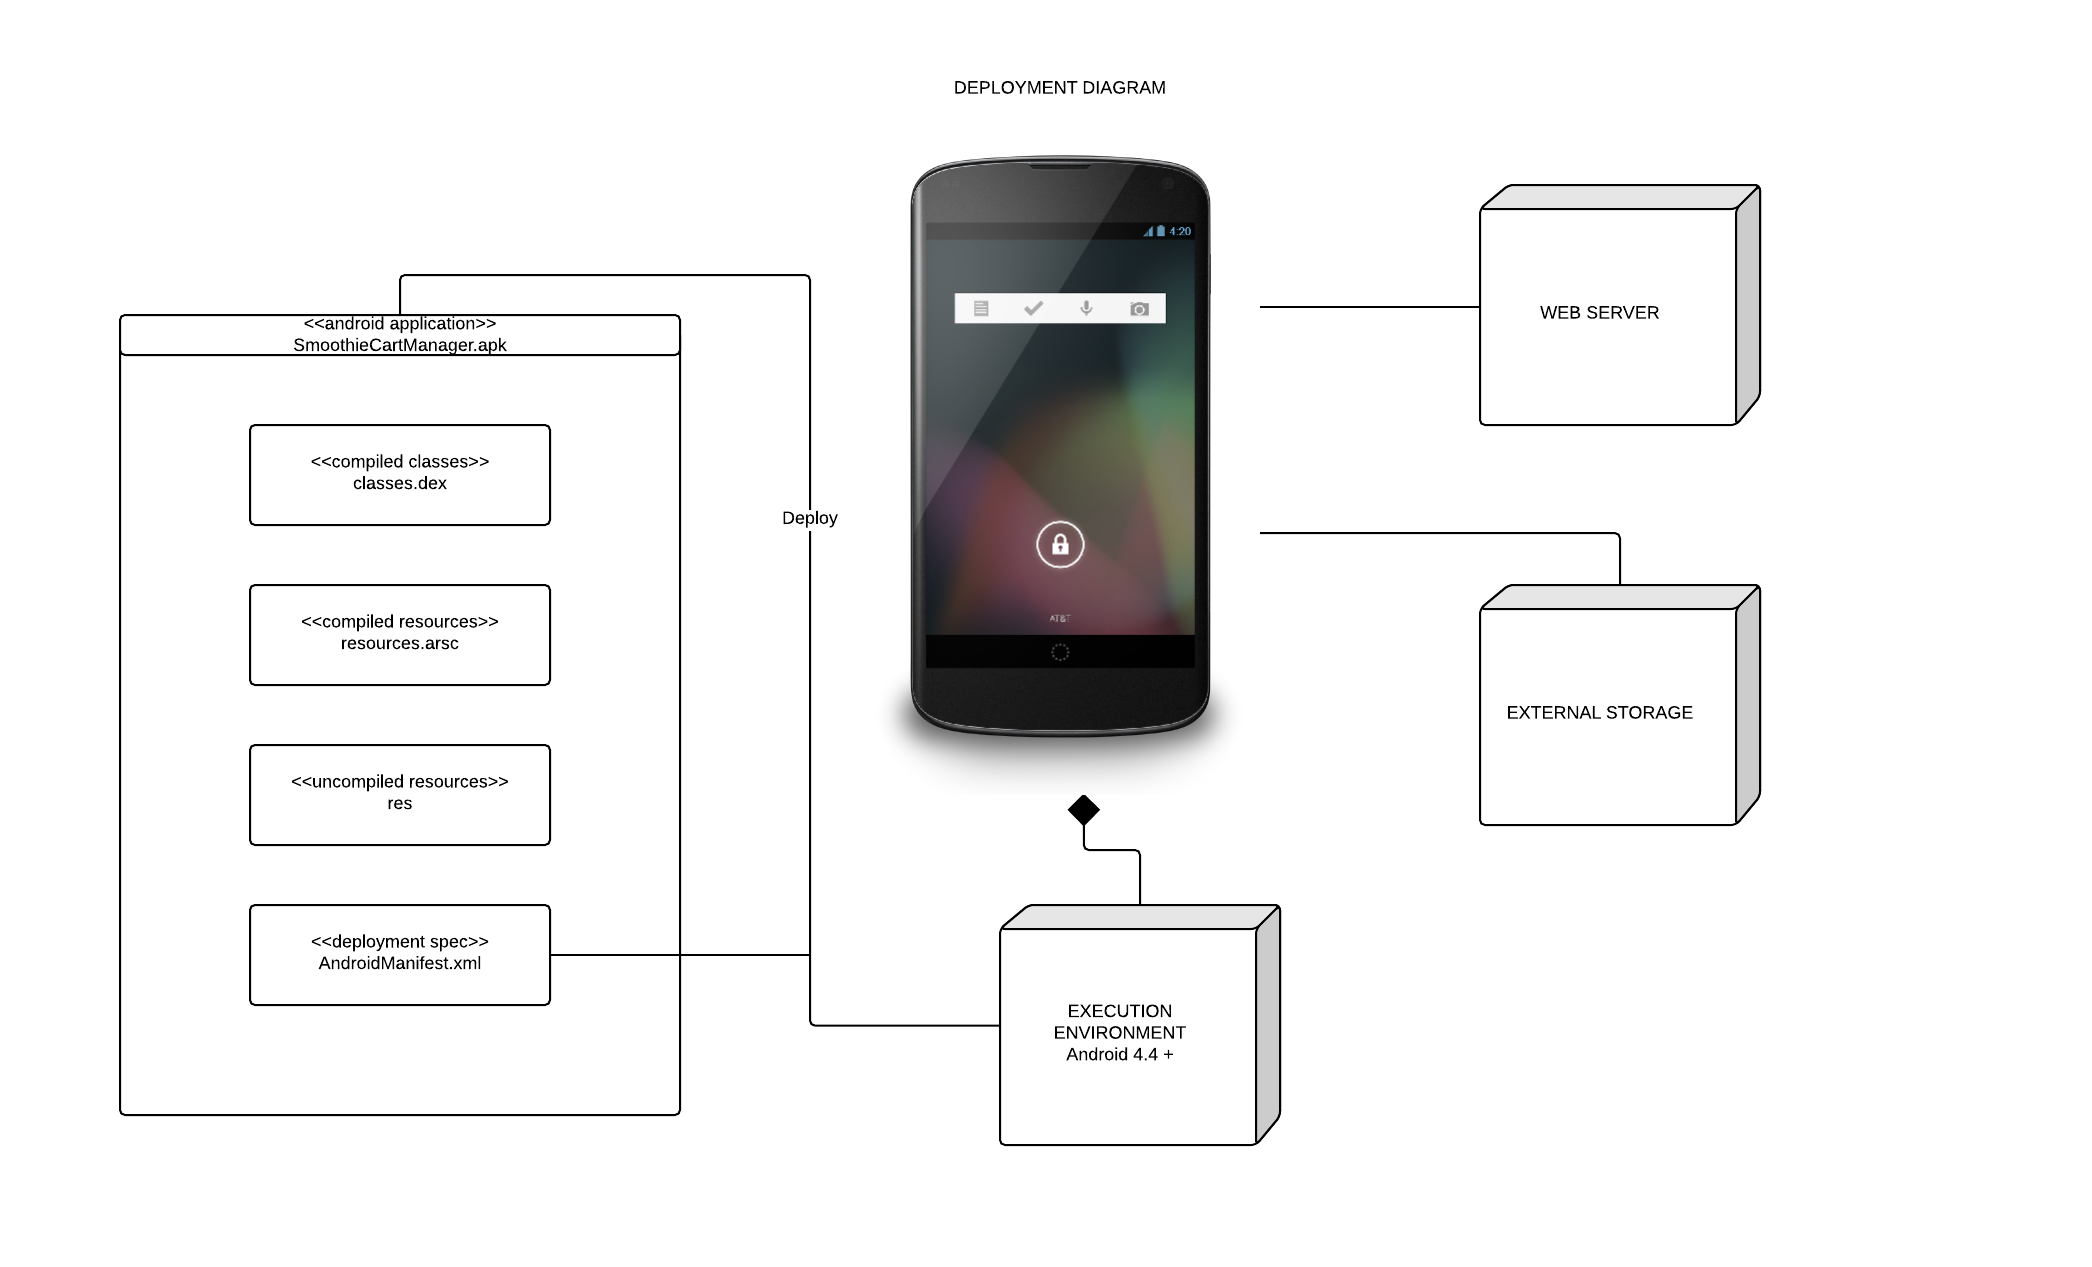 DEPLOYMENT DIAGRAM
4:20
AT&T
<<android application>>
SmoothieCartManager.apk
<<compiled classes>>
classes.dex
<<compiled resources>>
resources.arsc
<<uncompiled resources>>
res
<<deployment spec>>
AndroidManifest.xml
Deploy
WEB SERVER
EXTERNAL STORAGE
EXECUTION
ENVIRONMENT
Android 4.4 +